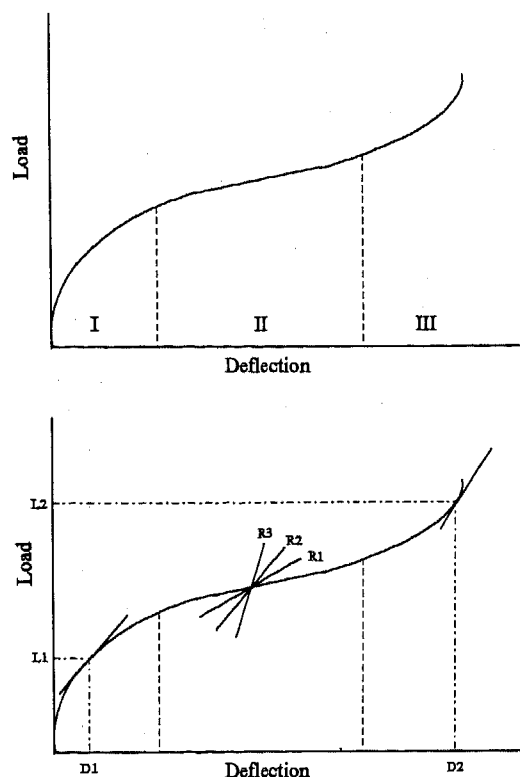 Load
I II III
Deflection
L2
R3
R2
R1
Load
L1
D1 Deflection D2